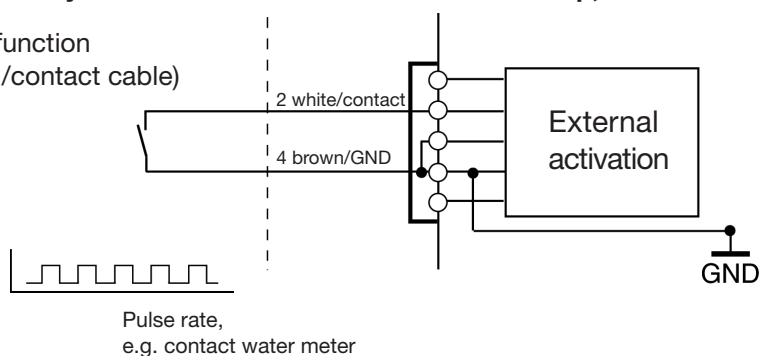 function
/contact cable)
2 white/contact
4 brown/GND
External
activation
GND
Pulse rate,
e.g. contact water meter